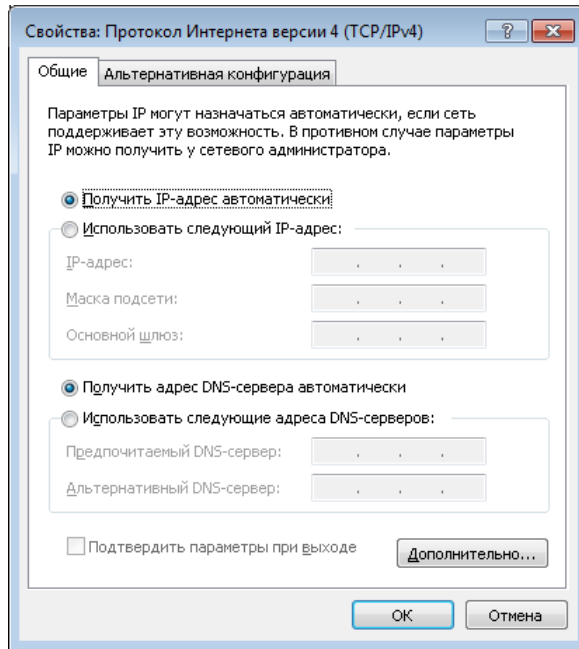 Свойства: Протокол Интернета версии 4 (TCP/IPv4)
Общие
Альтернативная конфигурация
Параметры IP могут назначаться автоматически, если сеть
поддерживает эту возможность. В противном случае параметры
IP можно получить у сетевого администратора.
Получить IP-адрес автоматически
Использовать следующий IP-адрес:
IP-адрес:
Маска подсети:
Основной шлюз:
Получить адрес DNS-сервера автоматически
Использовать следующие адреса DNS-серверов:
Предпочитаемый DNS-сервер:
Альтернативный DNS-сервер:
Подтвердить параметры при выходе
Дополнительно...
ОК
Отмена